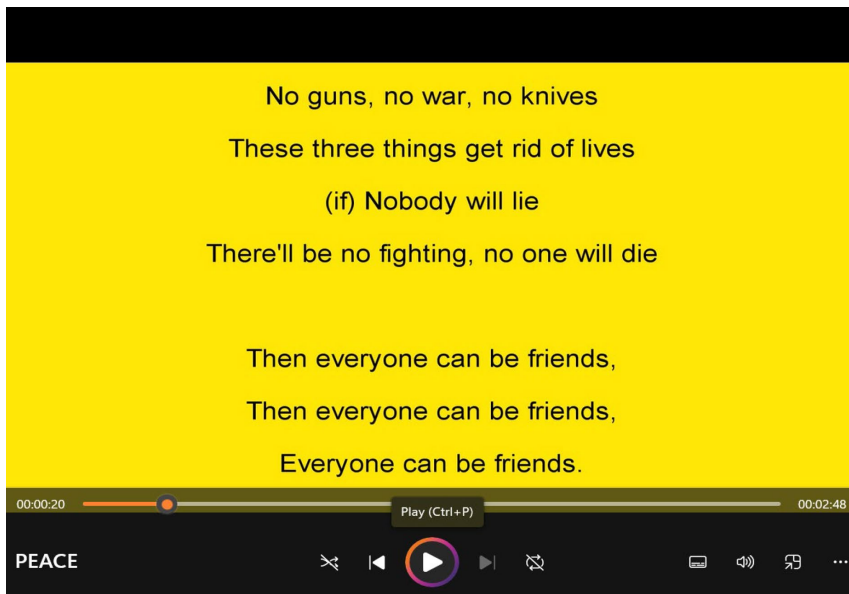 No guns, no war, no knives
These three things get rid of lives
(if) Nobody will lie
There'll be no fighting, no one will die
Then everyone can be friends,
Then everyone can be friends,
Everyone can be friends.
00:00:20
00:02:48
Play (Ctrl+P)
PEACE